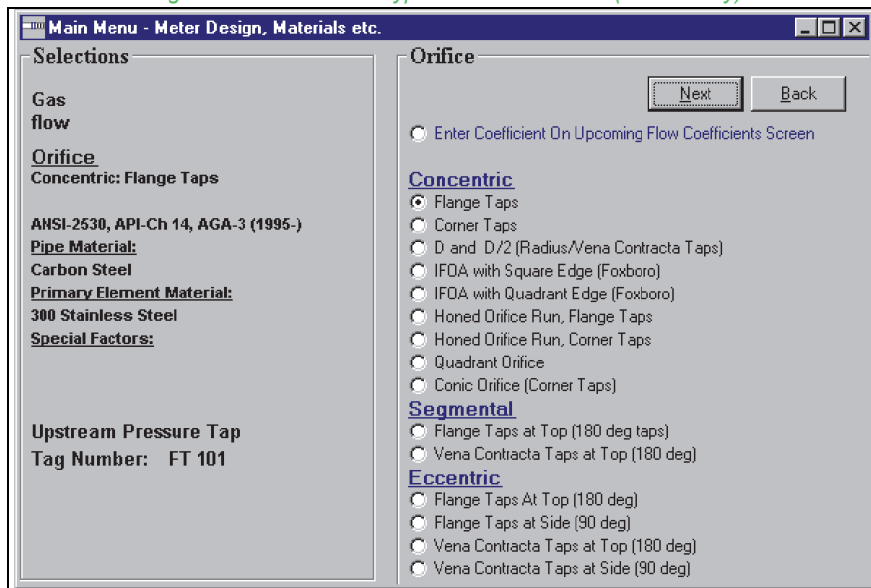 Main Menu - Meter Design, Materials etc.
Selections
Gas
flow
Orifice
Concentric: Flange Taps
ANSI-2530, API-Ch 14, AGA-3 (1995-)
Pipe Material:
Carbon Steel
Primary Element Material:
300 Stainless Steel
Special Factors:
Upstream Pressure Tap
Tag Number: FT 101
Orifice
Next
Back
Enter Coefficient On Upcoming Flow Coefficients Screen
Concentric
Flange Taps
Corner Taps
D and D/2 (Radius/Vena Contracta Taps)
IFOA with Square Edge (Foxboro)
IFOA with Quadrant Edge (Foxboro)
Honed Orifice Run, Flange Taps
Honed Orifice Run, Corner Taps
Quadrant Orifice
Conic Orifice (Corner Taps)
Segmental
Flange Taps at Top (180 deg taps)
Vena Contracta Taps at Top (180 deg)
Eccentric
Flange Taps At Top (180 deg)
Flange Taps at Side (90 deg)
Vena Contracta Taps at Top (180 deg)
Vena Contracta Taps at Side (90 deg)